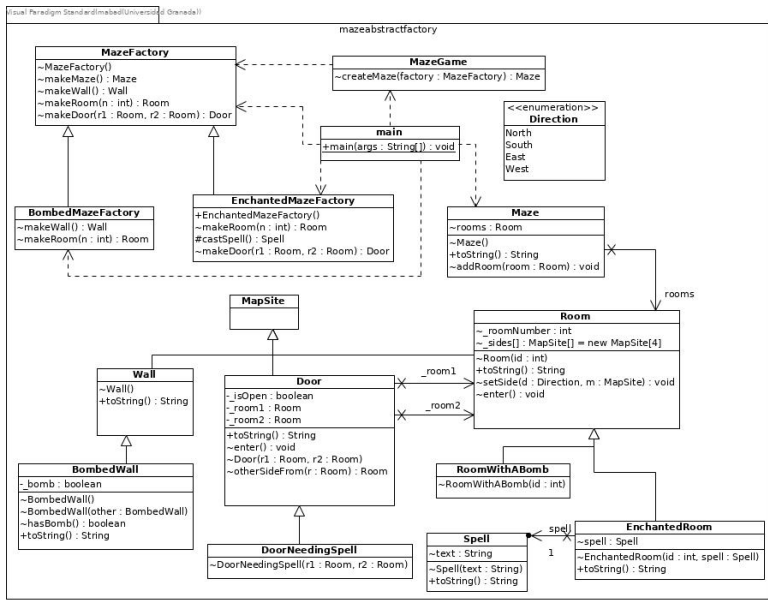 Visual Paradigm Standard(mabad(Universidad Granada))
mazeabstractfactory
MazeFactory
~MazeFactory()
~makeMaze() : Maze
~makeWall() : Wall
~makeRoom(n : int) : Room
~makeDoor(r1 : Room, r2 : Room) : Door
MazeGame
~createMaze(factory : MazeFactory) : Maze
<<enumeration>>
Direction
North
South
East
West
main
+main(args : String[]) : void
BombedMazeFactory
~makeWall() : Wall
~makeRoom(n : int) : Room
EnchantedMazeFactory
+EnchantedMazeFactory()
~makeRoom(n : int) : Room
#castSpell() : Spell
~makeDoor(r1 : Room, r2 : Room) : Door
Maze
~rooms : Room
~Maze()
+toString() : String
~addRoom(room : Room) : void
rooms
MapSite
Room
~_roomNumber : int
~_sides[] : MapSite[] = new MapSite[4]
~Room(id : int)
+toString() : String
~setSide(d : Direction, m : MapSite) : void
~enter() : void
Wall
~Wall()
+toString() : String
Door
-_isOpen : boolean
-_room1 : Room
-_room2 : Room
+toString() : String
~enter() : void
~Door(r1 : Room, r2 : Room)
~otherSideFrom(r : Room) : Room
_room1
_room2
BombedWall
-_bomb : boolean
~BombedWall()
~BombedWall(other : BombedWall)
~hasBomb() : boolean
+toString() : String
RoomWithABomb
~RoomWithABomb(id : int)
DoorNeedingSpell
~DoorNeedingSpell(r1 : Room, r2 : Room)
Spell
~text : String
~Spell(text : String)
+toString() : String
spell
1
EnchantedRoom
~spell : Spell
~EnchantedRoom(id : int, spell : Spell)
+toString() : String